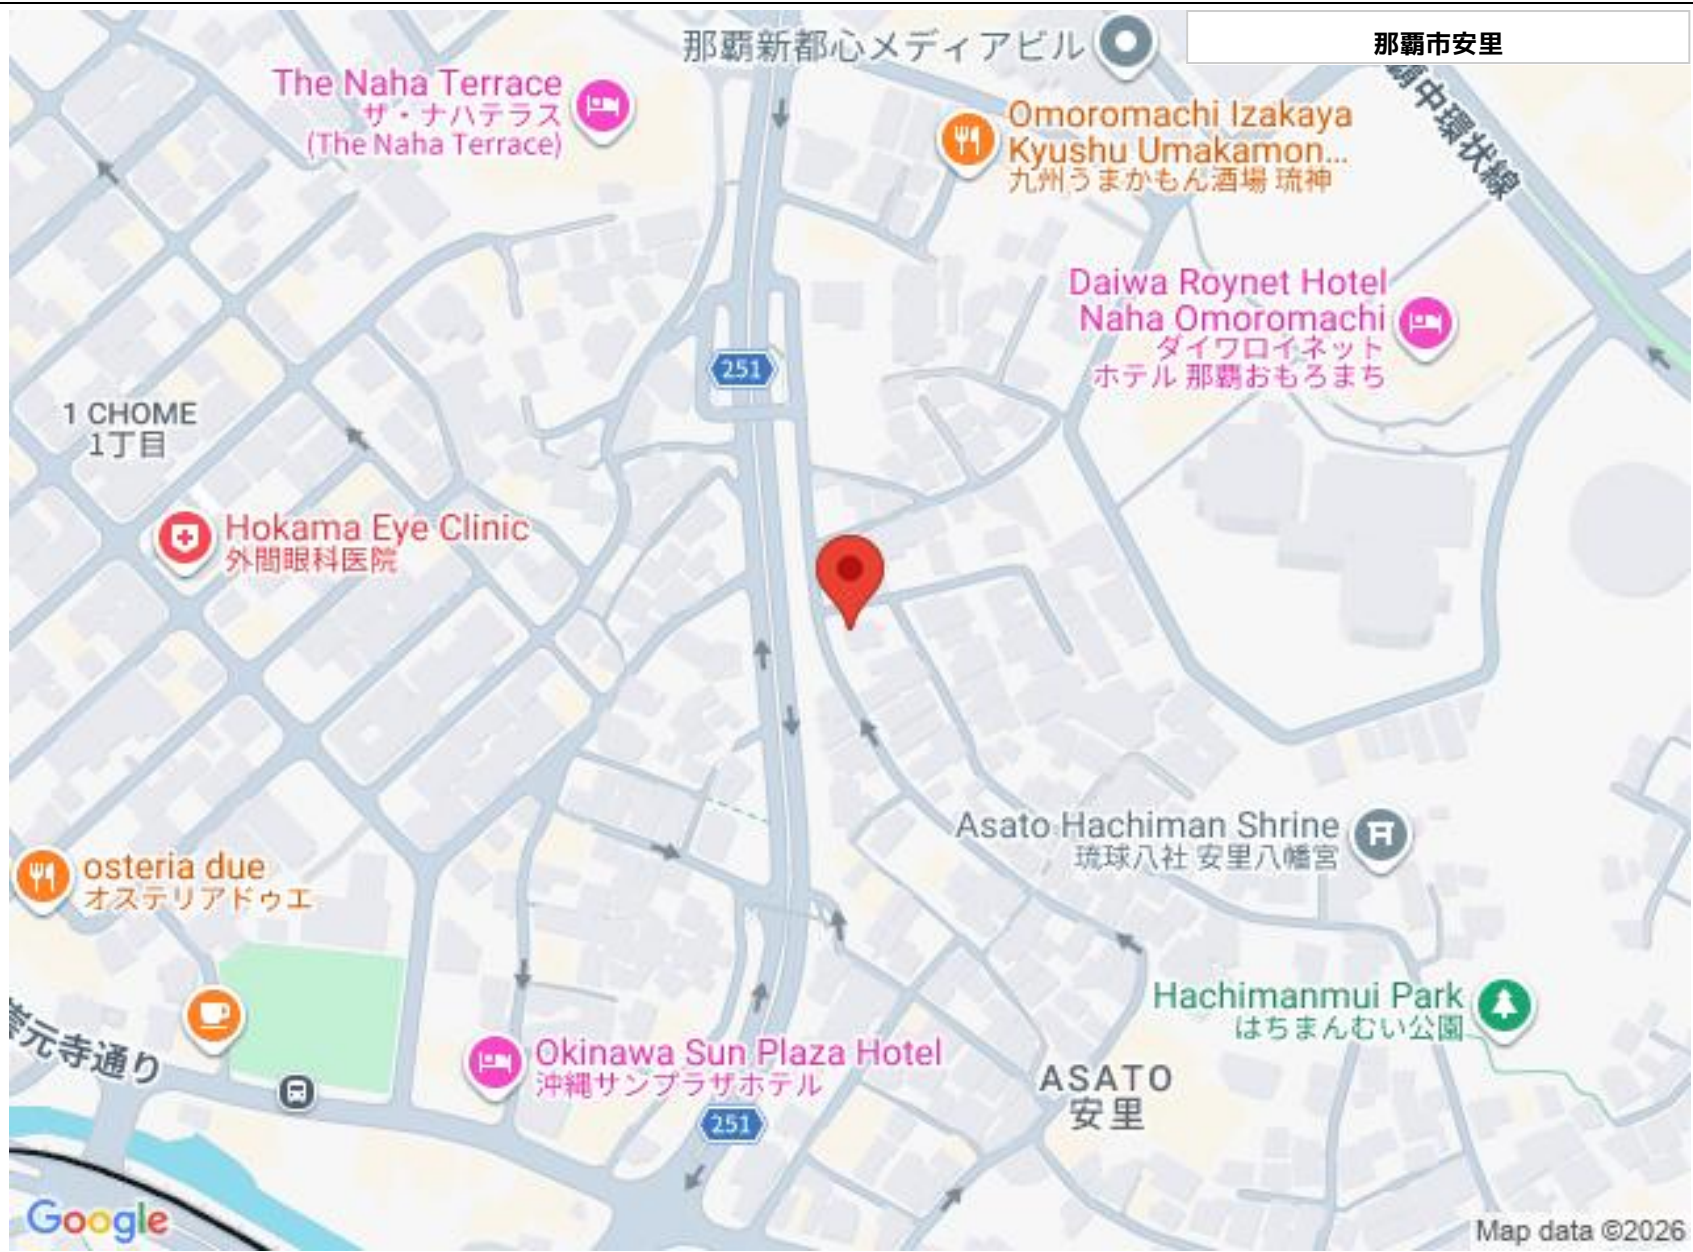 那覇市安里
那覇新都心メディアビル
The Naha Terrace
ザ・ナハテラス
(The Naha Terrace)
Omoromachi Izakaya
Kyushu Umakamon...
九州うまかもん酒場 琉神
覇中環状線
Daiwa Roynet Hotel
Naha Omoromachi
ダイワロイネット
ホテル 那覇おもろまち
251
1 CHOME
1丁目
Hokama Eye Clinic
外間眼科医院
Asato Hachiman Shrine
琉球八社 安里八幡宮
osteria due
オステリアドゥエ
Hachimanmui Park
はちまんむい公園
崇元寺通り
Okinawa Sun Plaza Hotel
沖縄サンプラザホテル
ASATO
安里
251
Google
Map data ©2026